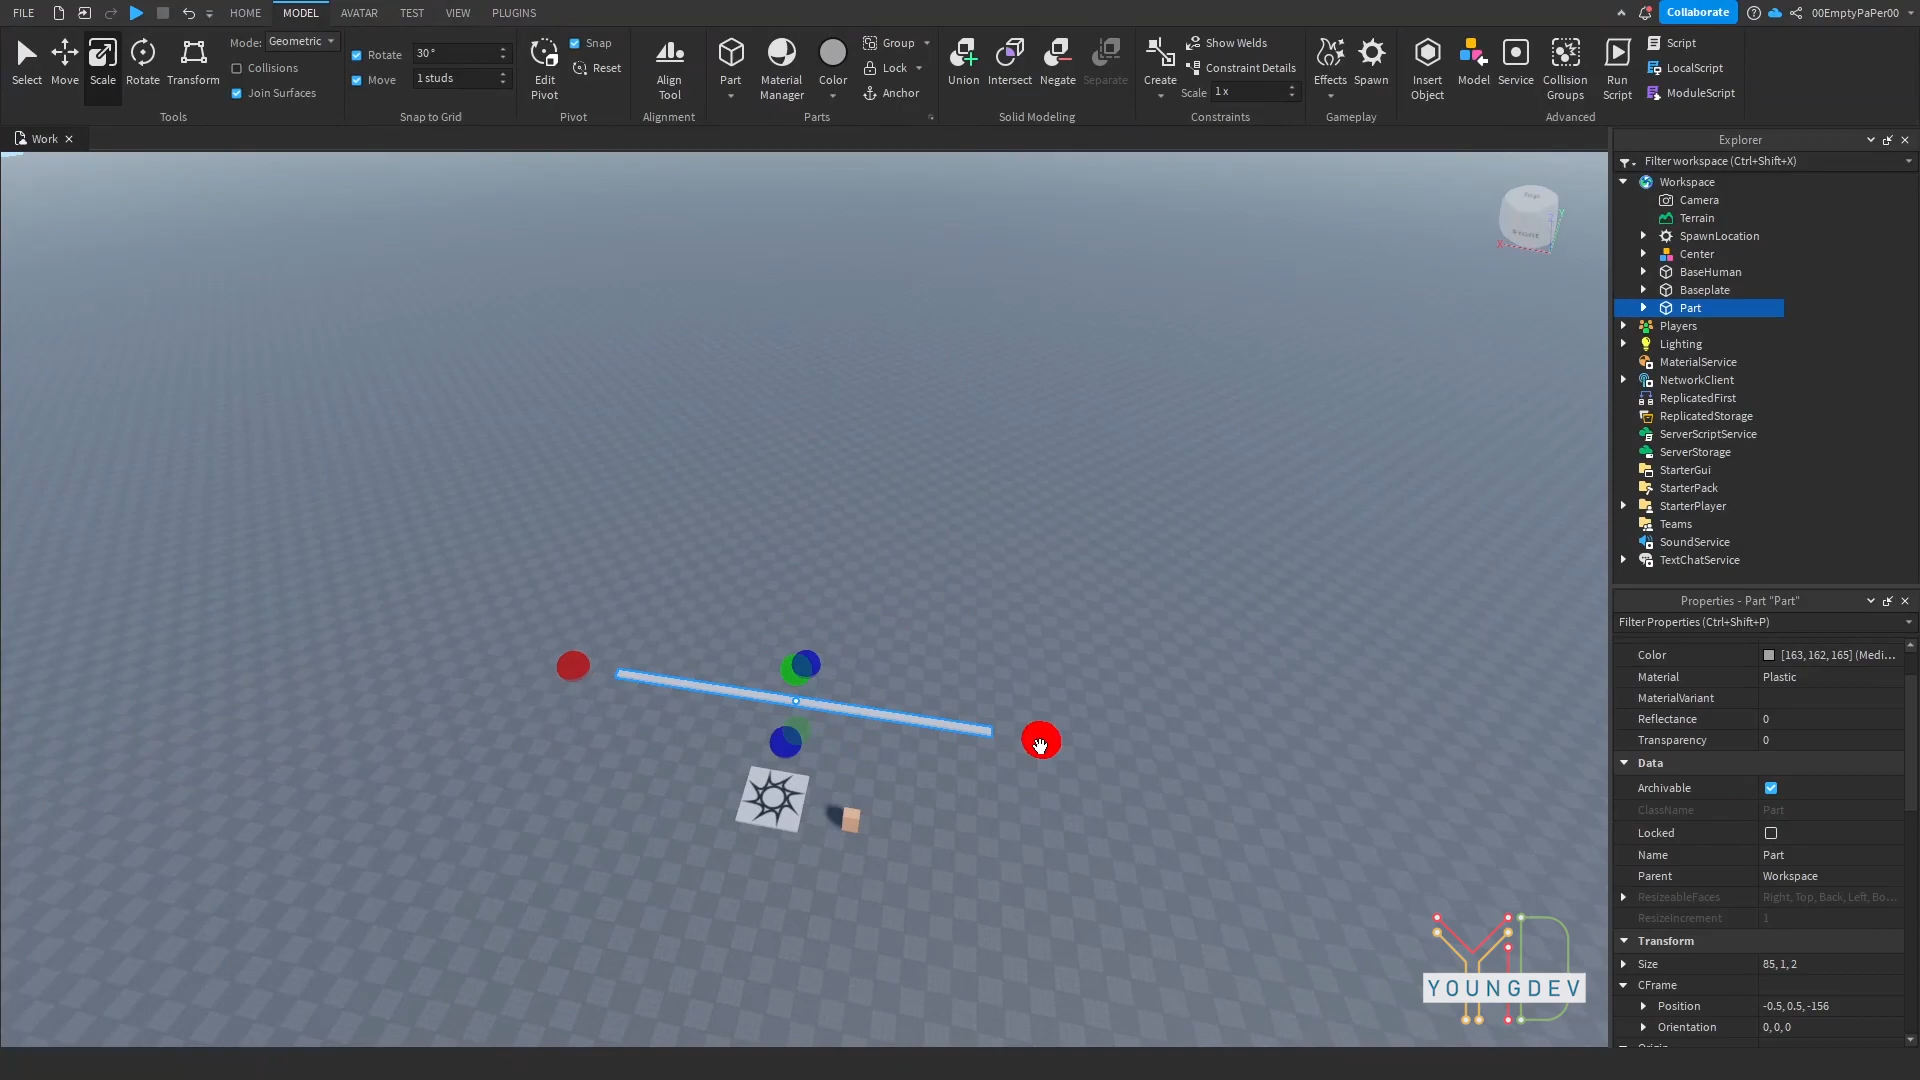 FILE HOME MODEL AVATAR TEST VIEW PLUGINS Collaborate 00EmptyPaPer00
Select Move Scale Rotate Transform
Mode: Geometric
Collisions
Join Surfaces
Tools
Rotate 30°
Move 1 studs
Snap to Grid
Edit Pivot
Snap
Reset
Pivot
Align Tool
Alignment
Part
Material Manager
Color
Group
Lock
Anchor
Parts
Union Intersect Negate Separate
Solid Modeling
Create
Show Welds
Constraint Details
Scale 1 x
Constraints
Effects Spawn
Gameplay
Insert Object
Model Service
Collision Groups
Run Script
Script
LocalScript
ModuleScript
Advanced
Work
Explorer
Filter workspace (Ctrl+Shift+X)
Workspace
Camera
Terrain
SpawnLocation
Center
BaseHuman
Baseplate
Part
Players
Lighting
MaterialService
NetworkClient
ReplicatedFirst
ReplicatedStorage
ServerScriptService
ServerStorage
StarterGui
StarterPack
StarterPlayer
Teams
SoundService
TextChatService
Properties - Part "Part"
Filter Properties (Ctrl+Shift+P)
Color [163, 162, 165] (Medi...
Material Plastic
MaterialVariant
Reflectance 0
Transparency 0
Data
Archivable
ClassName Part
Locked
Name Part
Parent Workspace
ResizeableFaces Right, Top, Back, Left, Bo...
ResizeIncrement 1
Transform
Size 85, 1, 2
CFrame
Position -0.5, 0.5, -156
Orientation 0, 0, 0
Front
X
Y
Z
YOUNGDEV